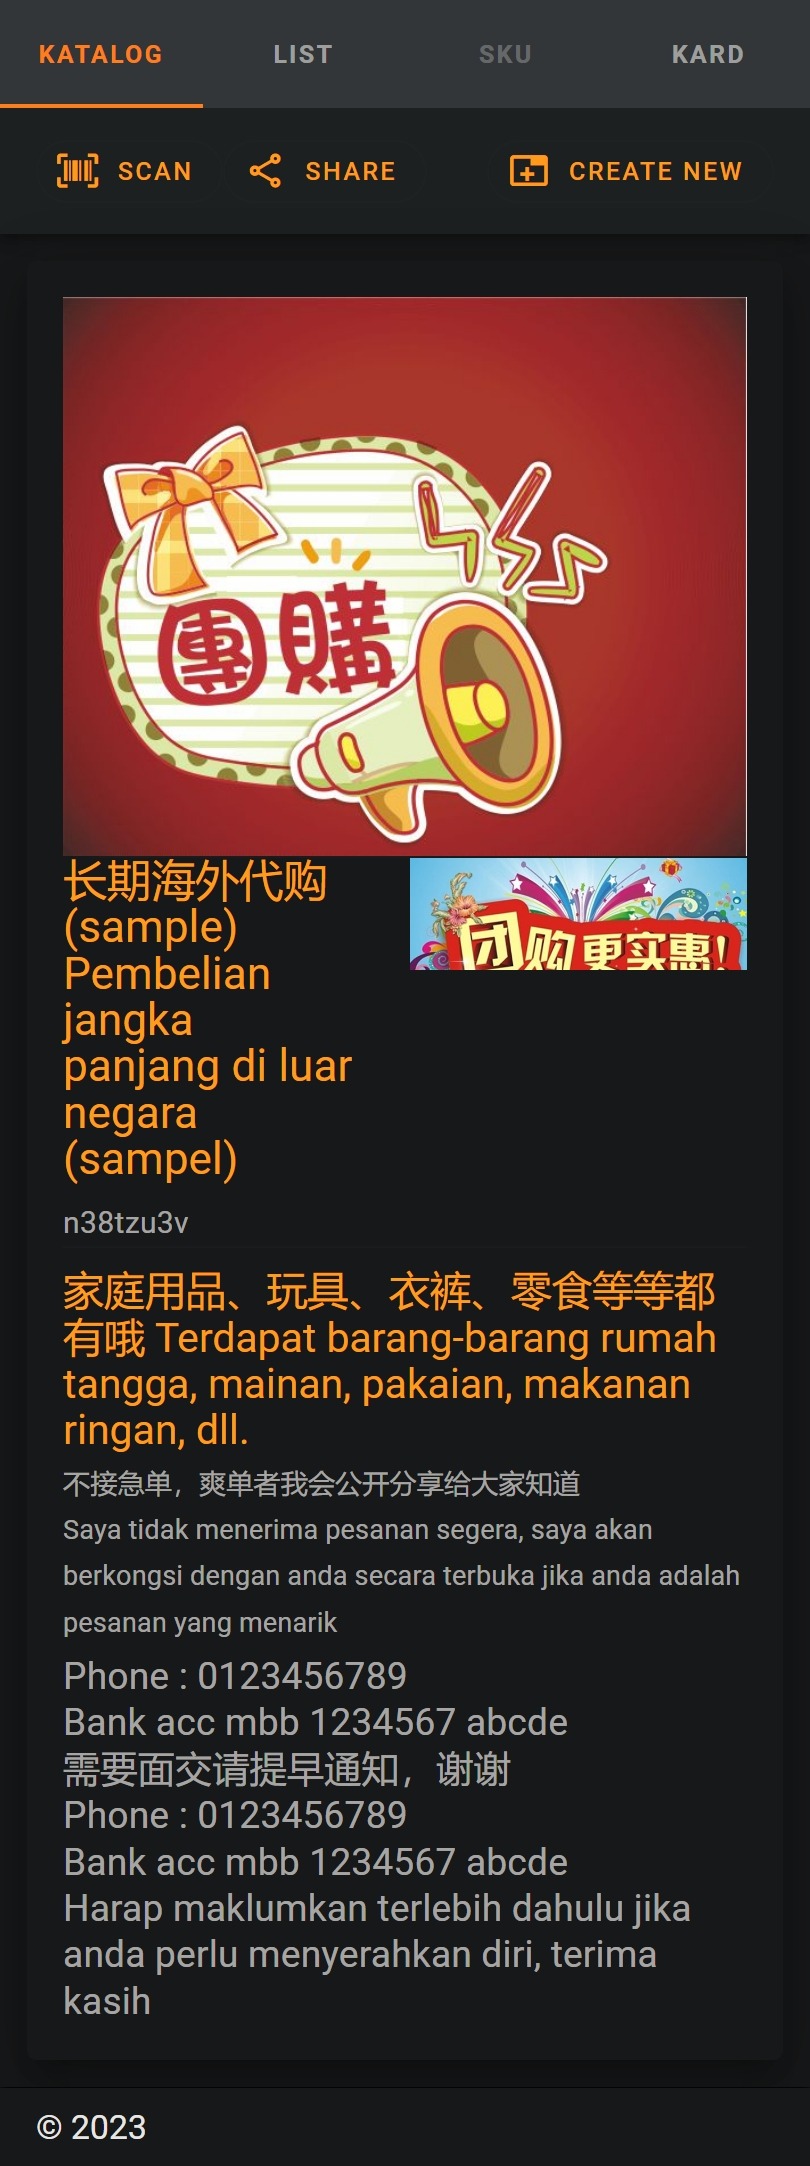 KATALOG LIST SKU KARD
SCAN SHARE CREATE NEW
團購
长期海外代购
(sample)
Pembelian
jangka
panjang di luar
negara
(sampel)
团购更实惠!
n38tzu3v
家庭用品、玩具、衣裤、零食等等都
有哦 Terdapat barang-barang rumah
tangga, mainan, pakaian, makanan
ringan, dll.
不接急单，爽单者我会公开分享给大家知道
Saya tidak menerima pesanan segera, saya akan
berkongsi dengan anda secara terbuka jika anda adalah
pesanan yang menarik
Phone : 0123456789
Bank acc mbb 1234567 abcde
需要面交请提早通知，谢谢
Phone : 0123456789
Bank acc mbb 1234567 abcde
Harap maklumkan terlebih dahulu jika
anda perlu menyerahkan diri, terima
kasih
© 2023